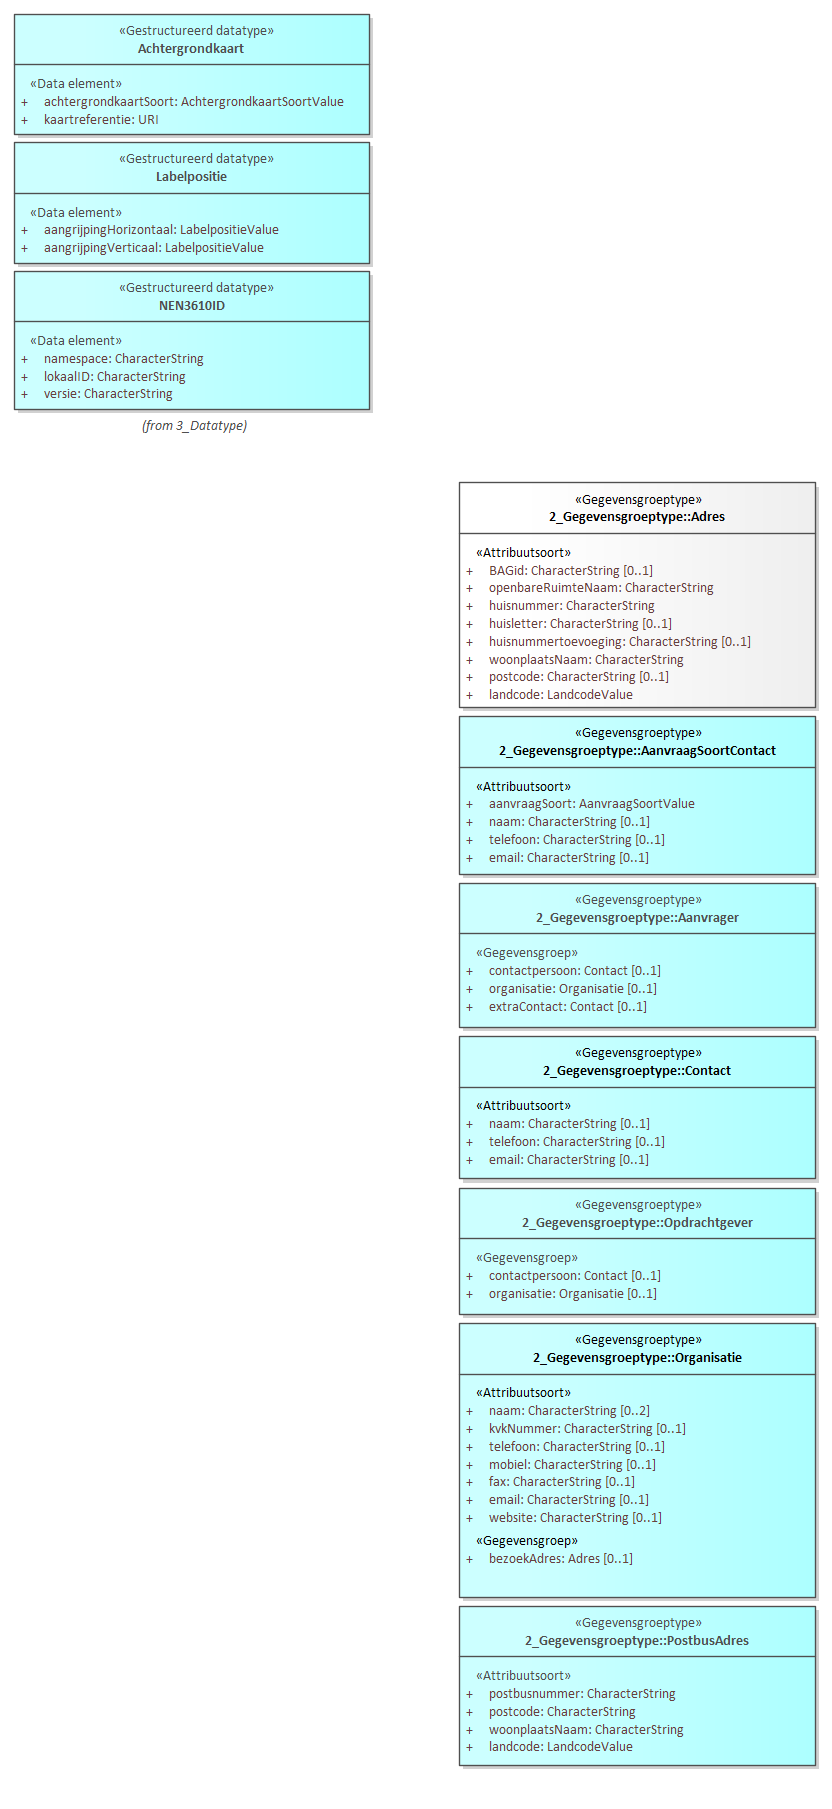 «Gestructureerd datatype»
Achtergrondkaart
«Data element»
+ achtergrondkaartSoort: AchtergrondkaartSoortValue
+ kaartreferentie: URI
«Gestructureerd datatype»
Labelpositie
«Data element»
+ aangrijpingHorizontaal: LabelpositieValue
+ aangrijpingVerticaal: LabelpositieValue
«Gestructureerd datatype»
NEN3610ID
«Data element»
+ namespace: CharacterString
+ lokaalID: CharacterString
+ versie: CharacterString
(from 3_Datatype)
«Gegevensgroeptype»
2_Gegevensgroeptype::Adres
«Attribuutsoort»
+ BAGid: CharacterString [0..1]
+ openbareRuimteNaam: CharacterString
+ huisnummer: CharacterString
+ huisletter: CharacterString [0..1]
+ huisnummertoevoeging: CharacterString [0..1]
+ woonplaatsNaam: CharacterString
+ postcode: CharacterString [0..1]
+ landcode: LandcodeValue
«Gegevensgroeptype»
2_Gegevensgroeptype::AanvraagSoortContact
«Attribuutsoort»
+ aanvraagSoort: AanvraagSoortValue
+ naam: CharacterString [0..1]
+ telefoon: CharacterString [0..1]
+ email: CharacterString [0..1]
«Gegevensgroeptype»
2_Gegevensgroeptype::Aanvrager
«Gegevensgroep»
+ contactpersoon: Contact [0..1]
+ organisatie: Organisatie [0..1]
+ extraContact: Contact [0..1]
«Gegevensgroeptype»
2_Gegevensgroeptype::Contact
«Attribuutsoort»
+ naam: CharacterString [0..1]
+ telefoon: CharacterString [0..1]
+ email: CharacterString [0..1]
«Gegevensgroeptype»
2_Gegevensgroeptype::Opdrachtgever
«Gegevensgroep»
+ contactpersoon: Contact [0..1]
+ organisatie: Organisatie [0..1]
«Gegevensgroeptype»
2_Gegevensgroeptype::Organisatie
«Attribuutsoort»
+ naam: CharacterString [0..2]
+ kvkNummer: CharacterString [0..1]
+ telefoon: CharacterString [0..1]
+ mobiel: CharacterString [0..1]
+ fax: CharacterString [0..1]
+ email: CharacterString [0..1]
+ website: CharacterString [0..1]
«Gegevensgroep»
+ bezoekAdres: Adres [0..1]
«Gegevensgroeptype»
2_Gegevensgroeptype::PostbusAdres
«Attribuutsoort»
+ postbusnummer: CharacterString
+ postcode: CharacterString
+ woonplaatsNaam: CharacterString
+ landcode: LandcodeValue